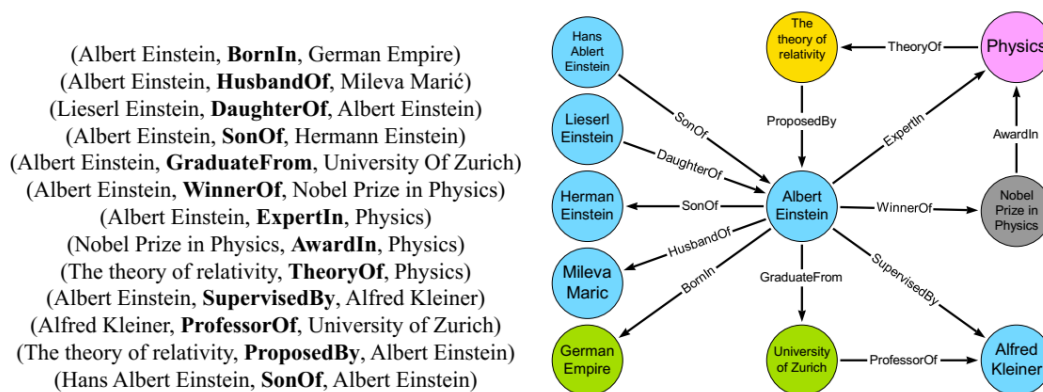 (Albert Einstein, BornIn, German Empire)
(Albert Einstein, HusbandOf, Mileva Marić)
(Lieserl Einstein, DaughterOf, Albert Einstein)
(Albert Einstein, SonOf, Hermann Einstein)
(Albert Einstein, GraduateFrom, University Of Zurich)
(Albert Einstein, WinnerOf, Nobel Prize in Physics)
(Albert Einstein, ExpertIn, Physics)
(Nobel Prize in Physics, AwardIn, Physics)
(The theory of relativity, TheoryOf, Physics)
(Albert Einstein, SupervisedBy, Alfred Kleiner)
(Alfred Kleiner, ProfessorOf, University of Zurich)
(The theory of relativity, ProposedBy, Albert Einstein)
(Hans Albert Einstein, SonOf, Albert Einstein)
Hans
Ablert
Einstein
The
theory of
relativity
TheoryOf
Physics
SonOf
ProposedBy
ExpertIn
AwardIn
Lieserl
Einstein
DaughterOf
Herman
Einstein
SonOf
Albert
Einstein
WinnerOf
Nobel
Prize in
Physics
HusbandOf
Mileva
Maric
BornIn
GraduateFrom
SupervisedBy
German
Empire
University
of Zurich
ProfessorOf
Alfred
Kleiner